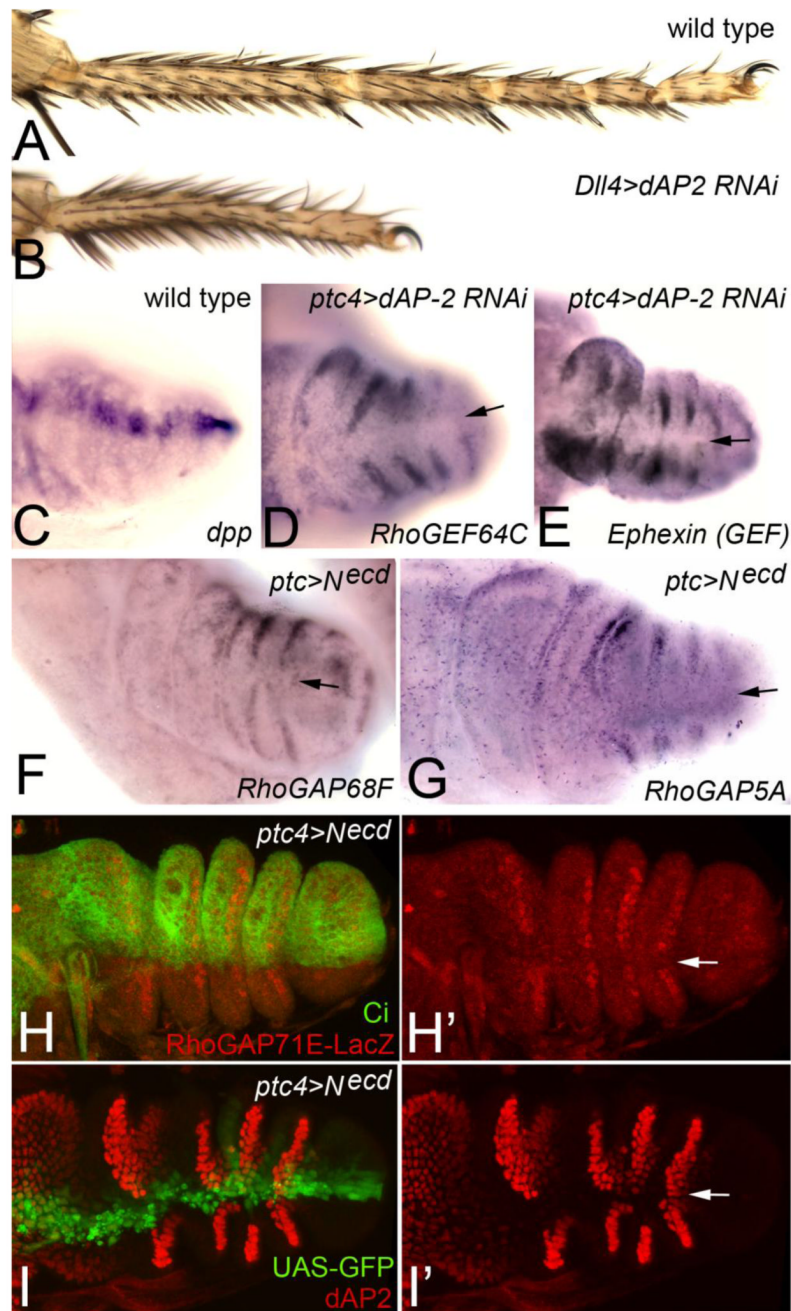 wild type
A
Dll4>dAP2 RNAi
B
wild type
ptc4>dAP-2 RNAi
ptc4>dAP-2 RNAi
C
dpp
D
RhoGEF64C
E
Ephexin (GEF)
ptc>Necd
ptc>Necd
F
RhoGAP68F
G
RhoGAP5A
ptc4>Necd
Ci
H
RhoGAP71E-LacZ
H'
ptc4>Necd
UAS-GFP
I
dAP2
I'